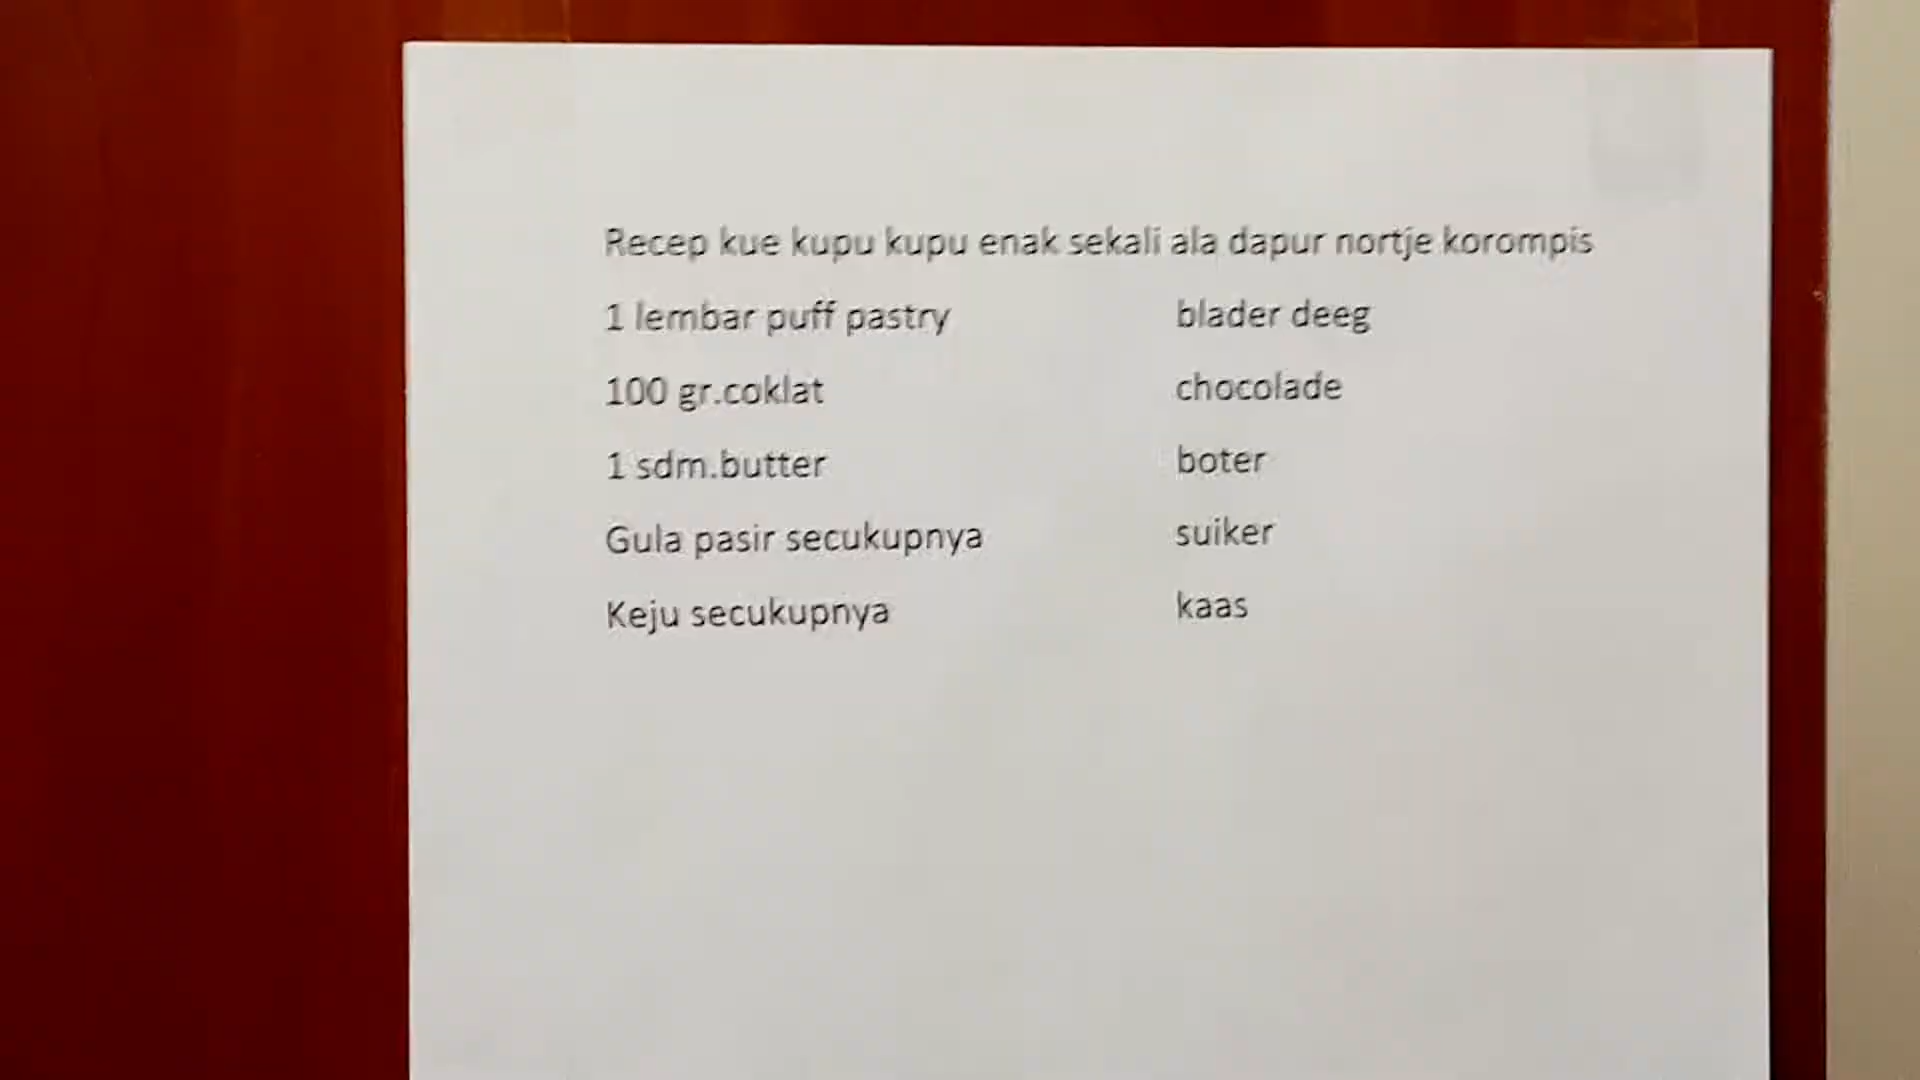 Recep kue kupu kupu enak sekali ala dapur nortje korompis
1 lembar puff pastry blader deeg
100 gr.coklat chocolade
1 sdm.butter boter
Gula pasir secukupnya suiker
Keju secukupnya kaas